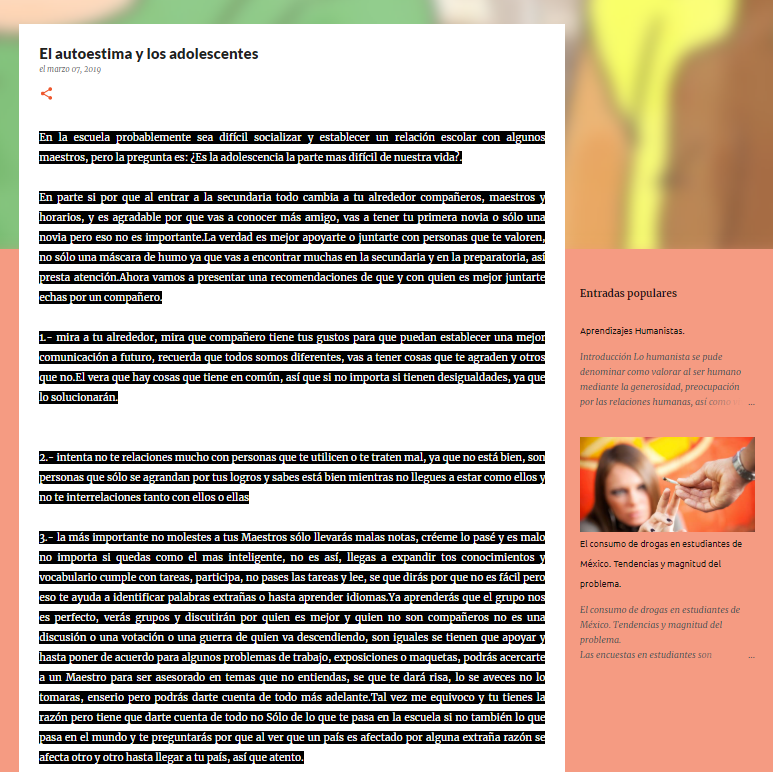 El autoestima y los adolescentes
el marzo 07, 2019
En la escuela probablemente sea difícil socializar y establecer un relación escolar con algunos
maestros, pero la pregunta es: ¿Es la adolescencia la parte mas difícil de nuestra vida?.
En parte si por que al entrar a la secundaria todo cambia a tu alrededor compañeros, maestros y
horarios, y es agradable por que vas a conocer más amigo, vas a tener tu primera novia o sólo una
novia pero eso no es importante.La verdad es mejor apoyarte o juntarte con personas que te valoren,
no sólo una máscara de humo ya que vas a encontrar muchas en la secundaria y en la preparatoria, así
presta atención.Ahora vamos a presentar una recomendaciones de que y con quien es mejor juntarte
echas por un compañero.
1.- mira a tu alrededor, mira que compañero tiene tus gustos para que puedan establecer una mejor
comunicación a futuro, recuerda que todos somos diferentes, vas a tener cosas que te agraden y otros
que no.El vera que hay cosas que tiene en común, así que si no importa si tienen desigualdades, ya que
lo solucionarán.
2.- intenta no te relaciones mucho con personas que te utilicen o te traten mal, ya que no está bien, son
personas que sólo se agrandan por tus logros y sabes está bien mientras no llegues a estar como ellos y
no te interrelaciones tanto con ellos o ellas
3.- la más importante no molestes a tus Maestros sólo llevarás malas notas, créeme lo pasé y es malo
no importa si quedas como el mas inteligente, no es así, llegas a expandir tos conocimientos y
vocabulario cumple con tareas, participa, no pases las tareas y lee, se que dirás por que no es fácil pero
eso te ayuda a identificar palabras extrañas o hasta aprender idiomas.Ya aprenderás que el grupo nos
es perfecto, verás grupos y discutirán por quien es mejor y quien no son compañeros no es una
discusión o una votación o una guerra de quien va descendiendo, son iguales se tienen que apoyar y
hasta poner de acuerdo para algunos problemas de trabajo, exposiciones o maquetas, podrás acercarte
a un Maestro para ser asesorado en temas que no entiendas, se que te dará risa, lo se aveces no lo
tomaras, enserio pero podrás darte cuenta de todo más adelante.Tal vez me equivoco y tu tienes la
razón pero tiene que darte cuenta de todo no Sólo de lo que te pasa en la escuela si no también lo que
pasa en el mundo y te preguntarás por que al ver que un país es afectado por alguna extraña razón se
afecta otro y otro hasta llegar a tu país, así que atento.
Entradas populares
Aprendizajes Humanistas.
Introducción Lo humanista se pude
denominar como valorar al ser humano
mediante la generosidad, preocupación
por las relaciones humanas, así como ...
El consumo de drogas en estudiantes de
México. Tendencias y magnitud del
problema.
El consumo de drogas en estudiantes de
México. Tendencias y magnitud del
problema.
Las encuestas en estudiantes son ...